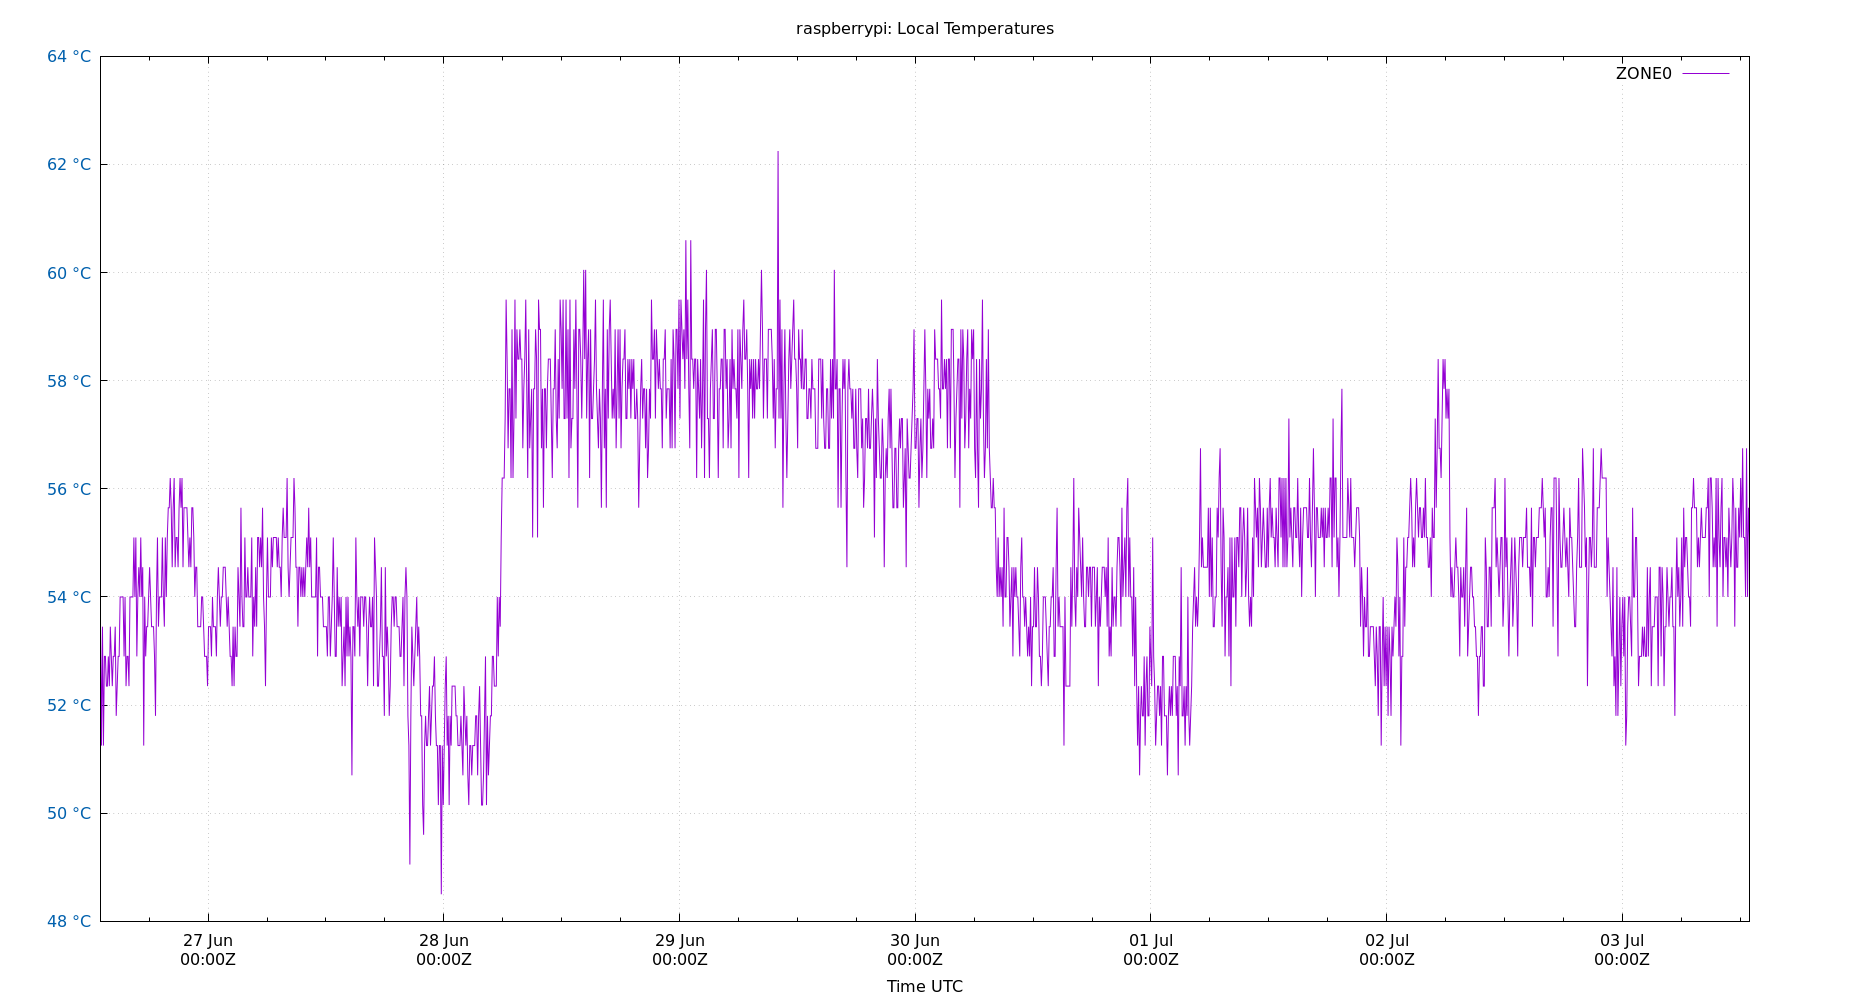 raspberrypi: Local Temperatures
64 °C
ZONE0
62 °C
60 °C
58 °C
56 °C
54 °C
52 °C
50 °C
48 °C
27 Jun 28 Jun 29 Jun 30 Jun 01 Jul 02 Jul 03 Jul
00:00Z 00:00Z 00:00Z 00:00Z 00:00Z 00:00Z 00:00Z
Time UTC